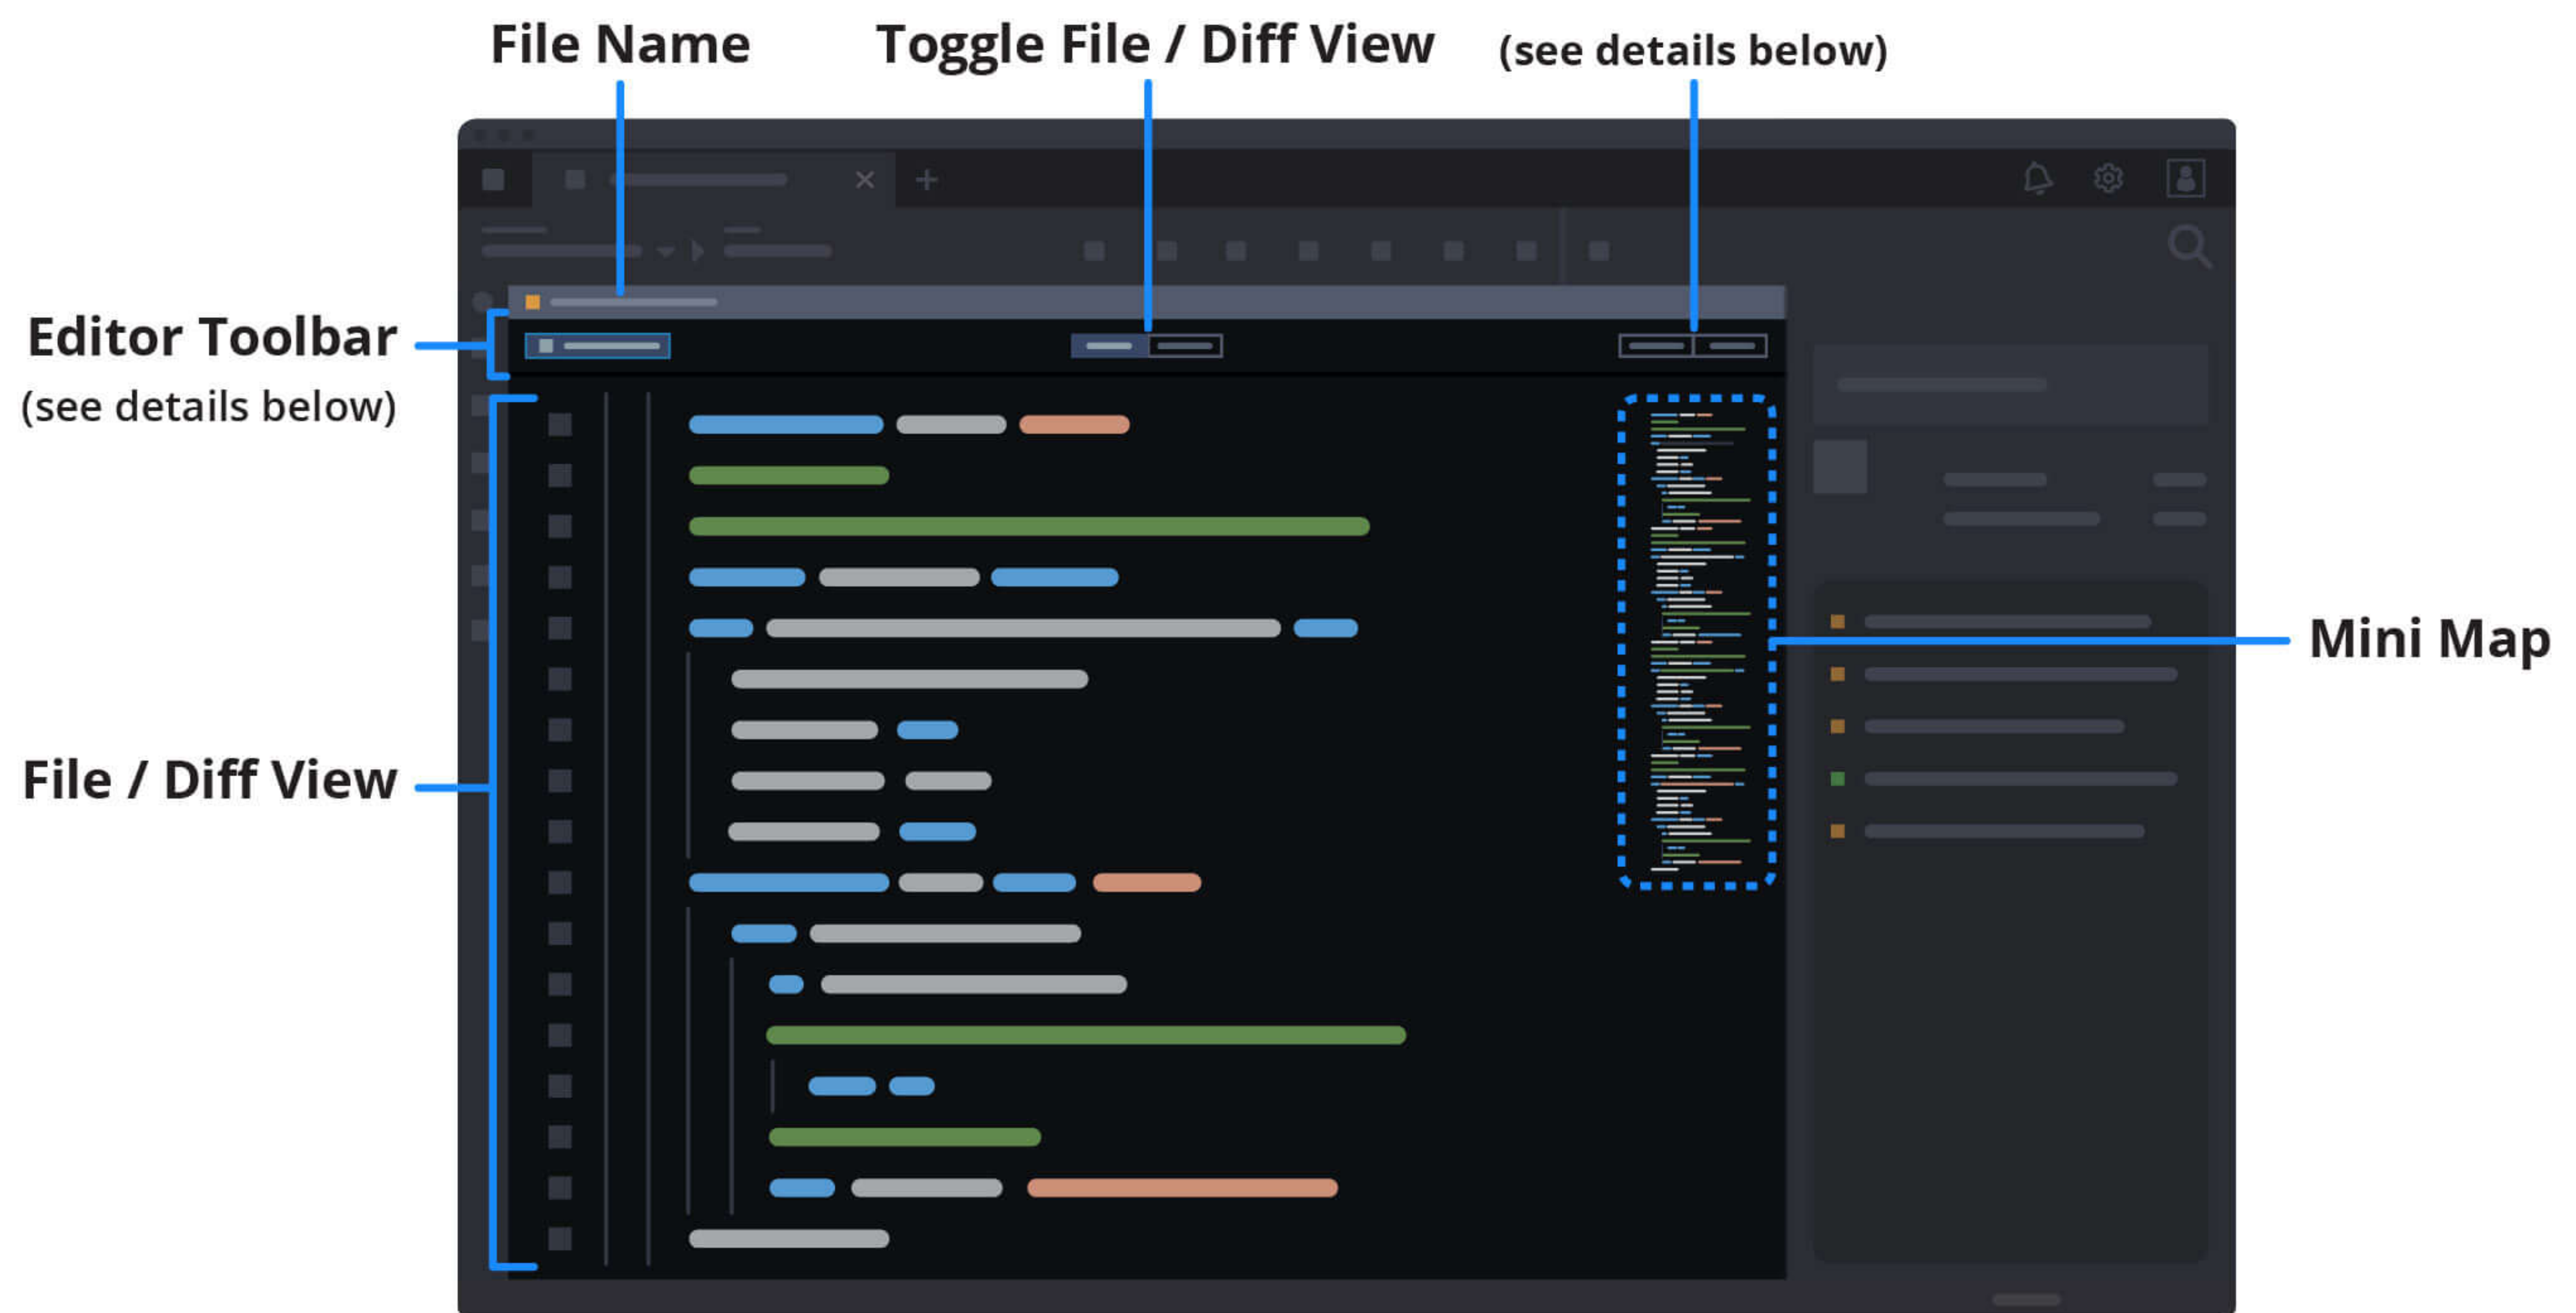 File Name
Toggle File / Diff View
(see details below)
Editor Toolbar
(see details below)
Mini Map
File / Diff View